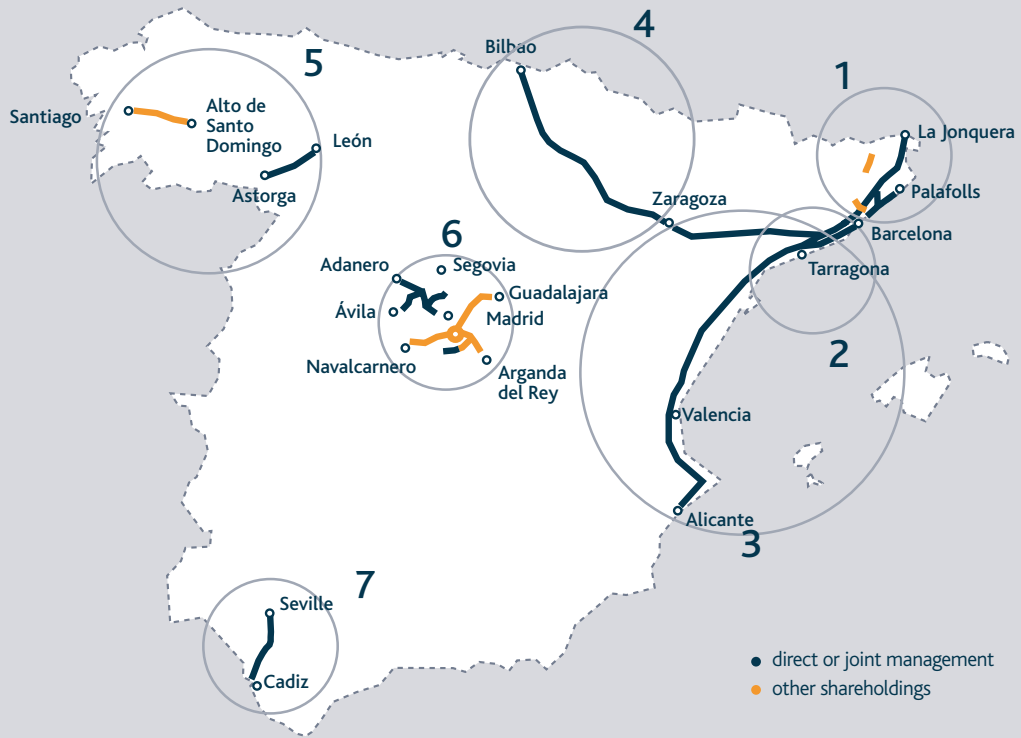 5
Bilbao
4
1
Santiago
Alto de
Santo
Domingo
León
Astorga
La Jonquera
Palafolls
Zaragoza
Barcelona
Tarragona
6
Adanero
Segovia
Guadalajara
Ávila
Madrid
Navalcarnero
Arganda
del Rey
2
Valencia
Alicante
3
7
Seville
Cadiz
direct or joint management
other shareholdings